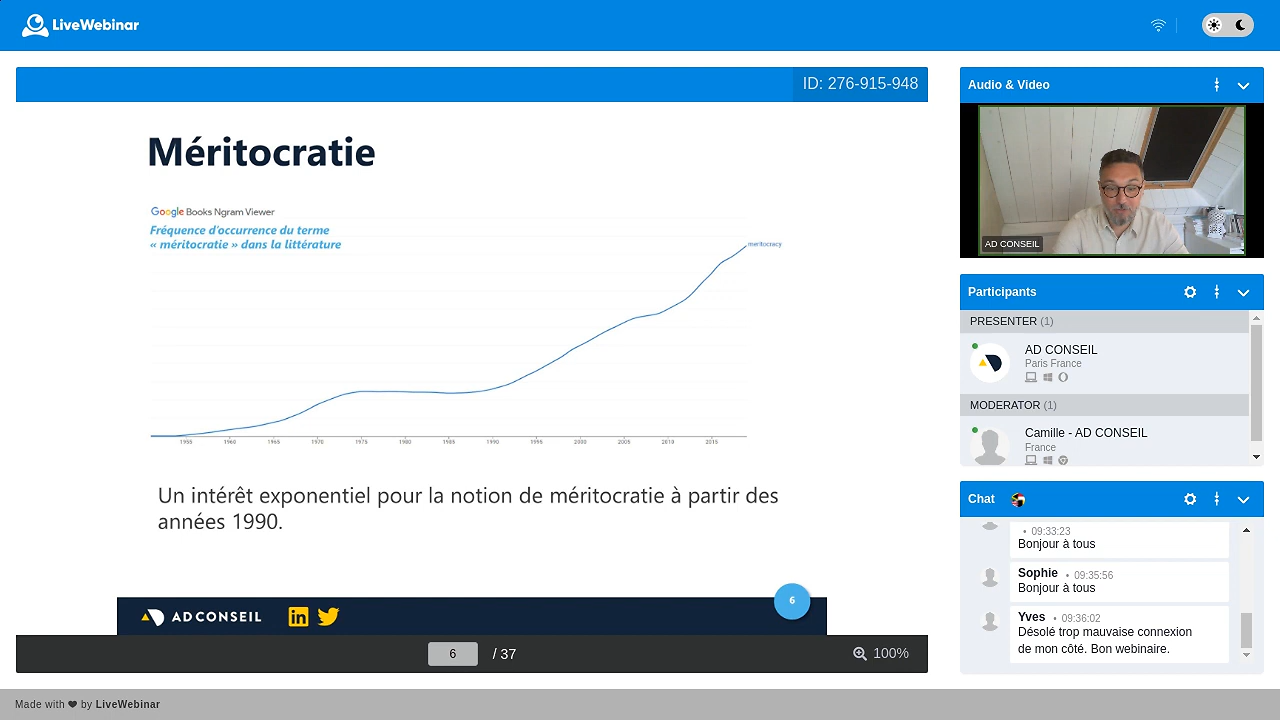 LiveWebinar
ID: 276-915-948
Méritocratie
Google Books Ngram Viewer
Fréquence d'occurrence du terme
« méritocratie » dans la littérature
meritocracy
1955 1960 1965 1970 1975 1980 1985 1990 1995 2000 2005 2010 2015
Un intérêt exponentiel pour la notion de méritocratie à partir des
années 1990.
AD CONSEIL
in
6
6 / 37
100%
Audio & Video
AD CONSEIL
Participants
PRESENTER (1)
AD CONSEIL
Paris France
MODERATOR (1)
Camille - AD CONSEIL
France
Chat
• 09:33:23
Bonjour à tous
Sophie • 09:35:56
Bonjour à tous
Yves • 09:36:02
Désolé trop mauvaise connexion
de mon côté. Bon webinaire.
Made with ❤ by LiveWebinar